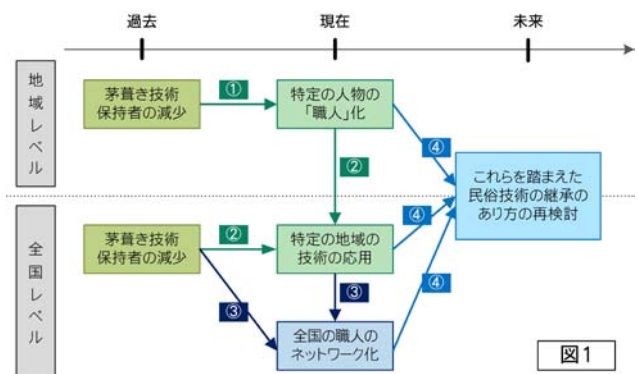 過去
現在
未来
地域レベル
茅葺き技術
保持者の減少
①
特定の人物の
「職人」化
②
④
これらを踏まえた
民俗技術の継承の
あり方の再検討
全国レベル
茅葺き技術
保持者の減少
②
特定の地域の
技術の応用
④
③
③
④
全国の職人の
ネットワーク化
図1